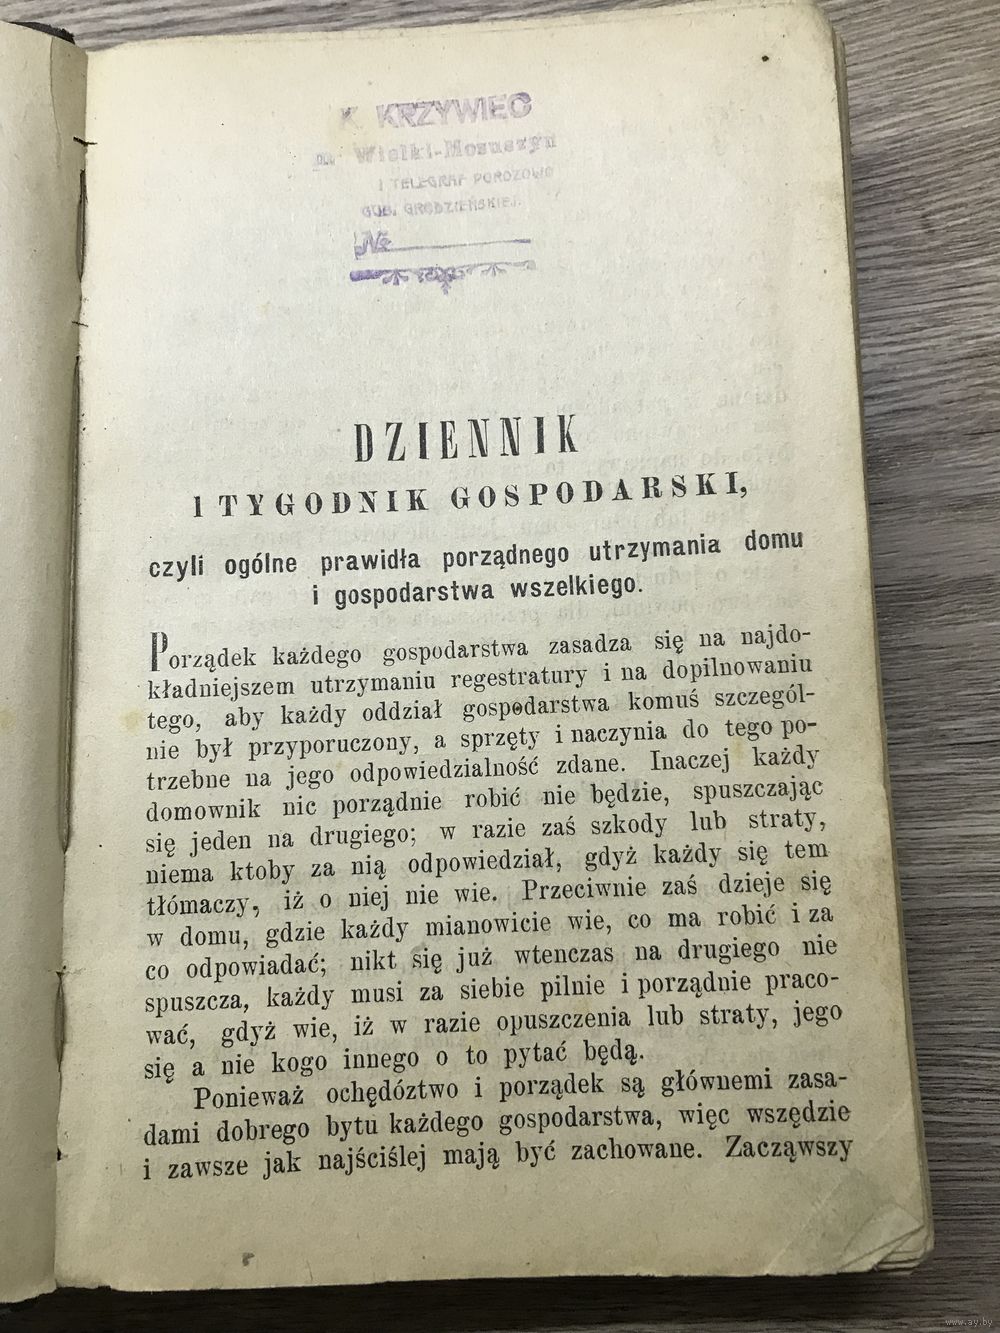 K. KRZYWIEC
Wielki-Mosuszyn
I TELEGRAF POROZOWO
GUB. GRODZIEŃSKIEJ.
№
DZIENNIK
I TYGODNIK GOSPODARSKI,
czyli ogólne prawidła porządnego utrzymania domu
i gospodarstwa wszelkiego.
Porządek każdego gospodarstwa zasadza się na najdo-
kładniejszem utrzymaniu regestratury i na dopilnowaniu
tego, aby każdy oddział gospodarstwa komuś szczegól-
nie był przyporuczony, a sprzęty i naczynia do tego po-
trzebne na jego odpowiedzialność zdane. Inaczej każdy
domownik nic porządnie robić nie będzie, spuszczając
się jeden na drugiego; w razie zaś szkody lub straty,
niema ktoby za nią odpowiedział, gdyż każdy się tem
tłómaczy, iż o niej nie wie. Przeciwnie zaś dzieje się
w domu, gdzie każdy mianowicie wie, co ma robić i za
co odpowiadać; nikt się już wtenczas na drugiego nie
spuszcza, każdy musi za siebie pilnie i porządnie praco-
wać, gdyż wie, iż w razie opuszczenia lub straty, jego
się a nie kogo innego o to pytać będą.
Ponieważ ochędóztwo i porządek są głównemi zasa-
dami dobrego bytu każdego gospodarstwa, więc wszędzie
i zawsze jak najściślej mają być zachowane. Zacząwszy
www.ay.by